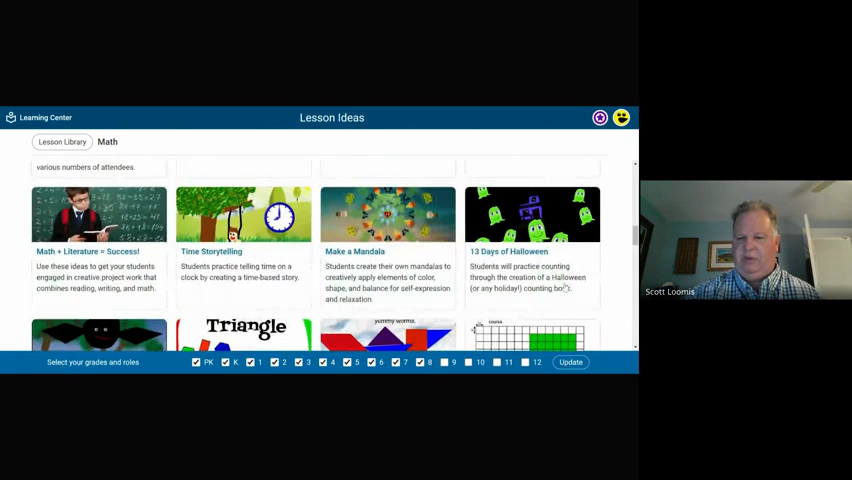 Learning Center
Lesson Ideas
Lesson Library
Math
various numbers of attendees.
Math + Literature = Success!
Use these ideas to get your students
engaged in creative project work that
combines reading, writing, and math.
Time Storytelling
Students practice telling time on a
clock by creating a time-based story.
Make a Mandala
Students create their own mandalas to
creatively apply elements of color,
shape, and balance for self-expression
and relaxation.
13 Days of Halloween
Students will practice counting
through the creation of a Halloween
(or any holiday!) counting book.
Triangle
yummy worms.
course
Select your grades and roles
PK K 1 2 3 4 5 6 7 8 9 10 11 12
Update
Scott Loomis